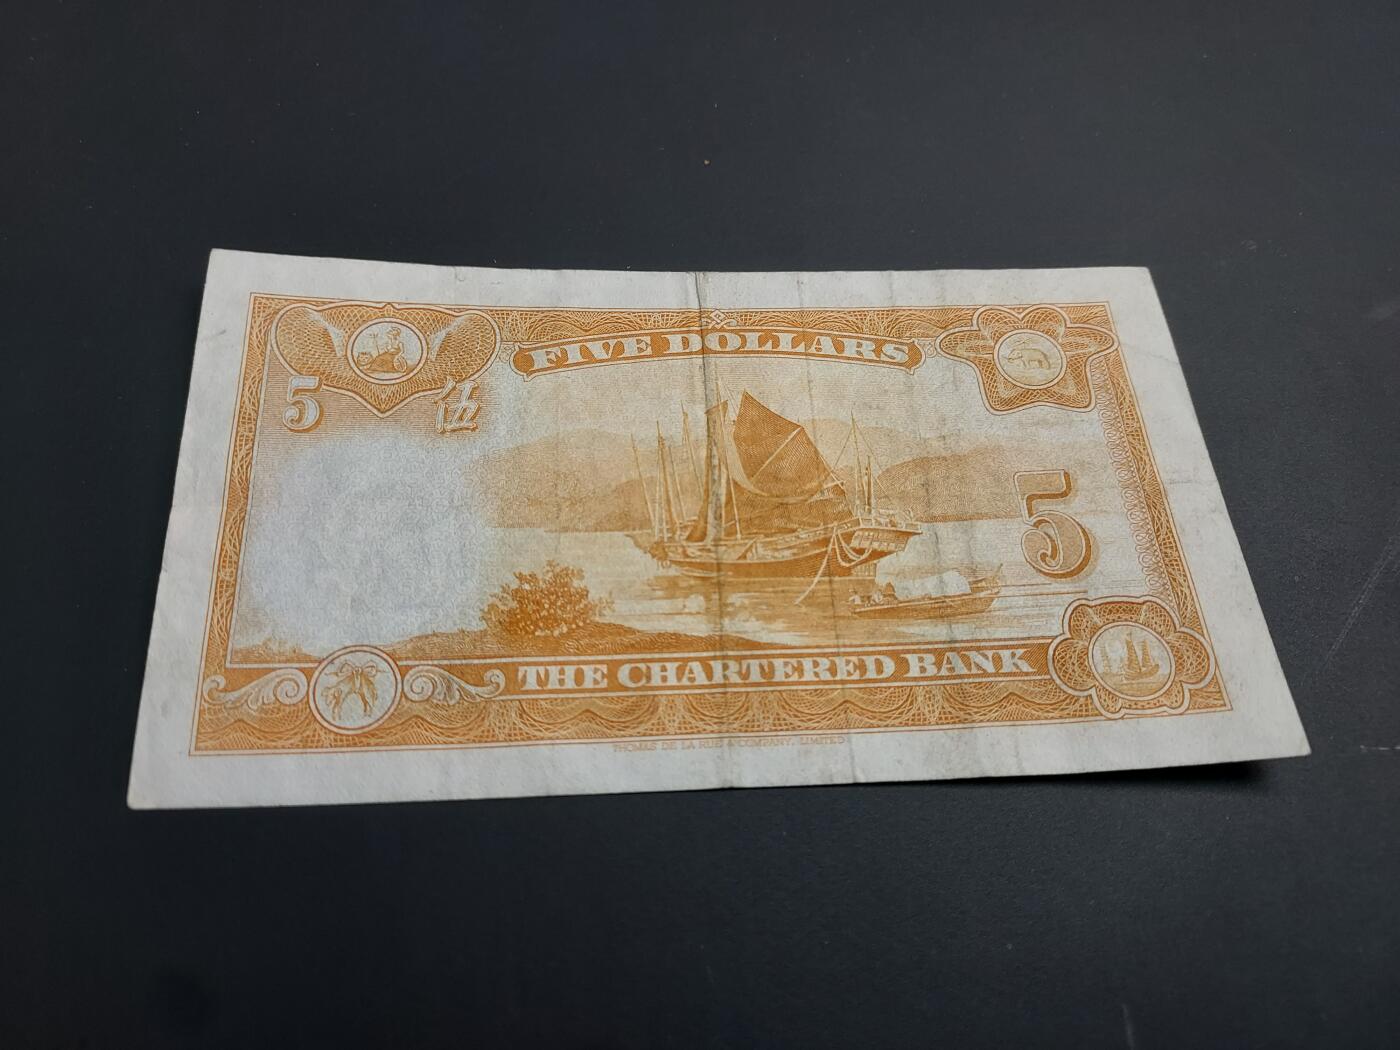 FIVE DOLLARS
5 伍
5
THE CHARTERED BANK
THOMAS DE LA RUE & COMPANY, LIMITED